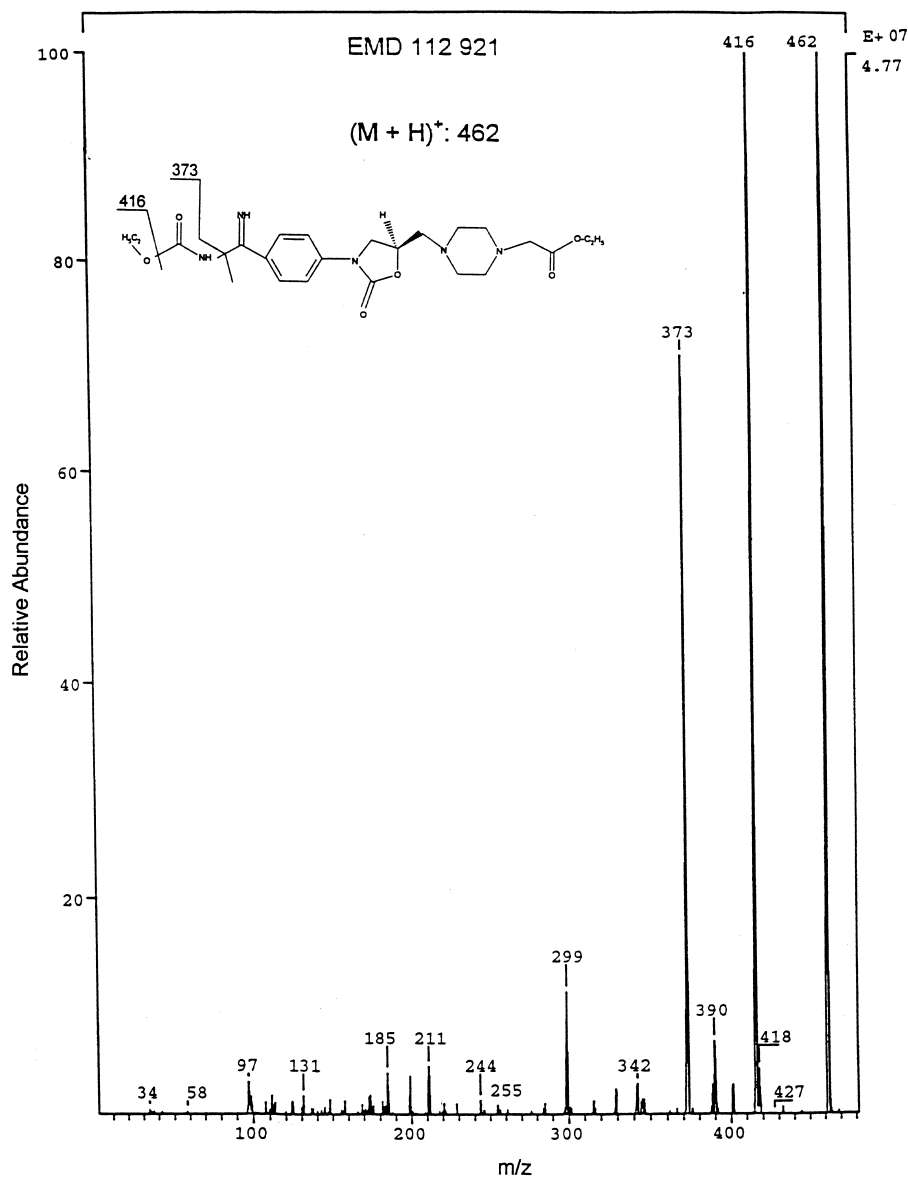 EMD 112 921
416
462
E+ 07
4.77
100
(M + H)⁺: 462
373
416
O
NH
H
H₅C₂
O
NH
N
O
O
N
N
O-C₂H₅
O
80
373
60
Relative Abundance
40
20
299
390
418
185
211
97
131
244
342
34
58
255
427
100
200
300
400
m/z